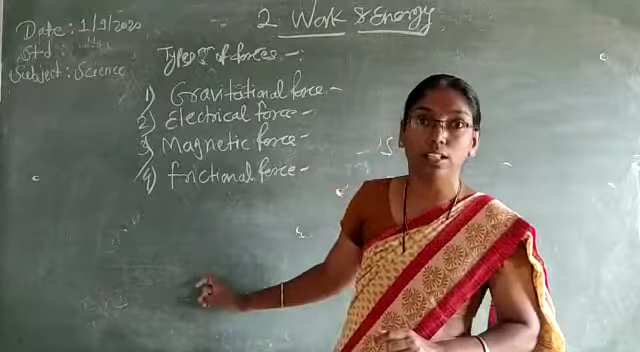 2. Work & Energy
Date: 1/9/2020
Std:
Subject: Science
Types of forces -:
1) Gravitational force -
2) Electrical force -
3) Magnetic force -
4) frictional force -